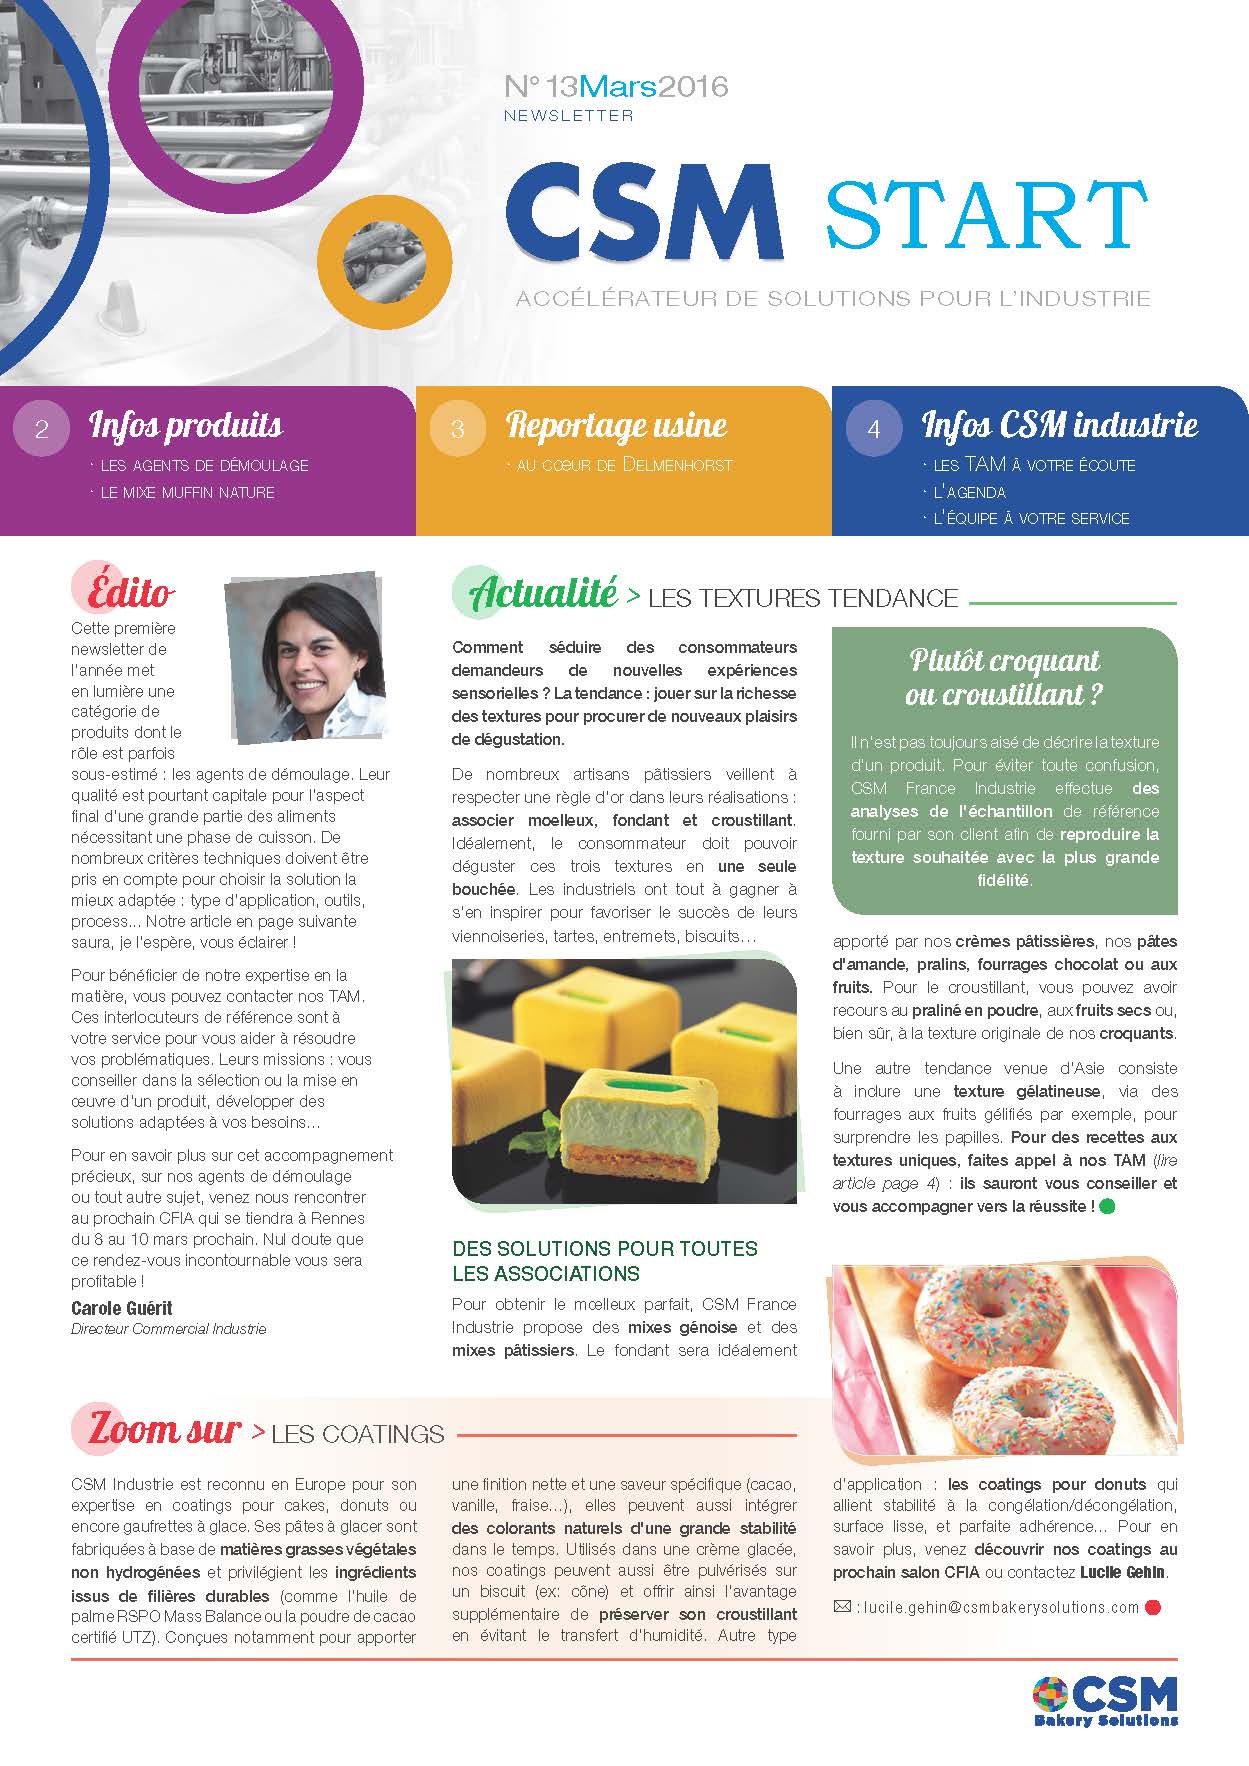 N° 13Mars2016
NEWSLETTER
CSM START
ACCÉLÉRATEUR DE SOLUTIONS POUR L'INDUSTRIE
2 Infos produits
· LES AGENTS DE DÉMOULAGE
· LE MIXE MUFFIN NATURE
3 Reportage usine
· AU CŒUR DE DELMENHORST
4 Infos CSM industrie
· LES TAM À VOTRE ÉCOUTE
· L'AGENDA
· L'ÉQUIPE À VOTRE SERVICE
Édito
Cette première
newsletter de
l'année met
en lumière une
catégorie de
produits dont le
rôle est parfois
sous-estimé : les agents de démoulage. Leur
qualité est pourtant capitale pour l'aspect
final d'une grande partie des aliments
nécessitant une phase de cuisson. De
nombreux critères techniques doivent être
pris en compte pour choisir la solution la
mieux adaptée : type d'application, outils,
process... Notre article en page suivante
saura, je l'espère, vous éclairer !
Pour bénéficier de notre expertise en la
matière, vous pouvez contacter nos TAM.
Ces interlocuteurs de référence sont à
votre service pour vous aider à résoudre
vos problématiques. Leurs missions : vous
conseiller dans la sélection ou la mise en
œuvre d'un produit, développer des
solutions adaptées à vos besoins...
Pour en savoir plus sur cet accompagnement
précieux, sur nos agents de démoulage
ou tout autre sujet, venez nous rencontrer
au prochain CFIA qui se tiendra à Rennes
du 8 au 10 mars prochain. Nul doute que
ce rendez-vous incontournable vous sera
profitable !
Carole Guérit
Directeur Commercial Industrie
Actualité > LES TEXTURES TENDANCE
Comment séduire des consommateurs
demandeurs de nouvelles expériences
sensorielles ? La tendance : jouer sur la richesse
des textures pour procurer de nouveaux plaisirs
de dégustation.
De nombreux artisans pâtissiers veillent à
respecter une règle d'or dans leurs réalisations :
associer moelleux, fondant et croustillant.
Idéalement, le consommateur doit pouvoir
déguster ces trois textures en une seule
bouchée. Les industriels ont tout à gagner à
s'en inspirer pour favoriser le succès de leurs
viennoiseries, tartes, entremets, biscuits...
DES SOLUTIONS POUR TOUTES
LES ASSOCIATIONS
Pour obtenir le mœlleux parfait, CSM France
Industrie propose des mixes génoise et des
mixes pâtissiers. Le fondant sera idéalement
Plutôt croquant
ou croustillant ?
Il n'est pas toujours aisé de décrire la texture
d'un produit. Pour éviter toute confusion,
CSM France Industrie effectue des
analyses de l'échantillon de référence
fourni par son client afin de reproduire la
texture souhaitée avec la plus grande
fidélité.
apporté par nos crèmes pâtissières, nos pâtes
d'amande, pralins, fourrages chocolat ou aux
fruits. Pour le croustillant, vous pouvez avoir
recours au praliné en poudre, aux fruits secs ou,
bien sûr, à la texture originale de nos croquants.
Une autre tendance venue d'Asie consiste
à inclure une texture gélatineuse, via des
fourrages aux fruits gélifiés par exemple, pour
surprendre les papilles. Pour des recettes aux
textures uniques, faites appel à nos TAM (lire
article page 4) : ils sauront vous conseiller et
vous accompagner vers la réussite !
Zoom sur > LES COATINGS
CSM Industrie est reconnu en Europe pour son
expertise en coatings pour cakes, donuts ou
encore gaufrettes à glace. Ses pâtes à glacer sont
fabriquées à base de matières grasses végétales
non hydrogénées et privilégient les ingrédients
issus de filières durables (comme l'huile de
palme RSPO Mass Balance ou la poudre de cacao
certifié UTZ). Conçues notamment pour apporter
une finition nette et une saveur spécifique (cacao,
vanille, fraise...), elles peuvent aussi intégrer
des colorants naturels d'une grande stabilité
dans le temps. Utilisés dans une crème glacée,
nos coatings peuvent aussi être pulvérisés sur
un biscuit (ex: cône) et offrir ainsi l'avantage
supplémentaire de préserver son croustillant
en évitant le transfert d'humidité. Autre type
d'application : les coatings pour donuts qui
allient stabilité à la congélation/décongélation,
surface lisse, et parfaite adhérence... Pour en
savoir plus, venez découvrir nos coatings au
prochain salon CFIA ou contactez Lucile Gehin.
: lucile.gehin@csmbakerysolutions.com
CSM
Bakery Solutions